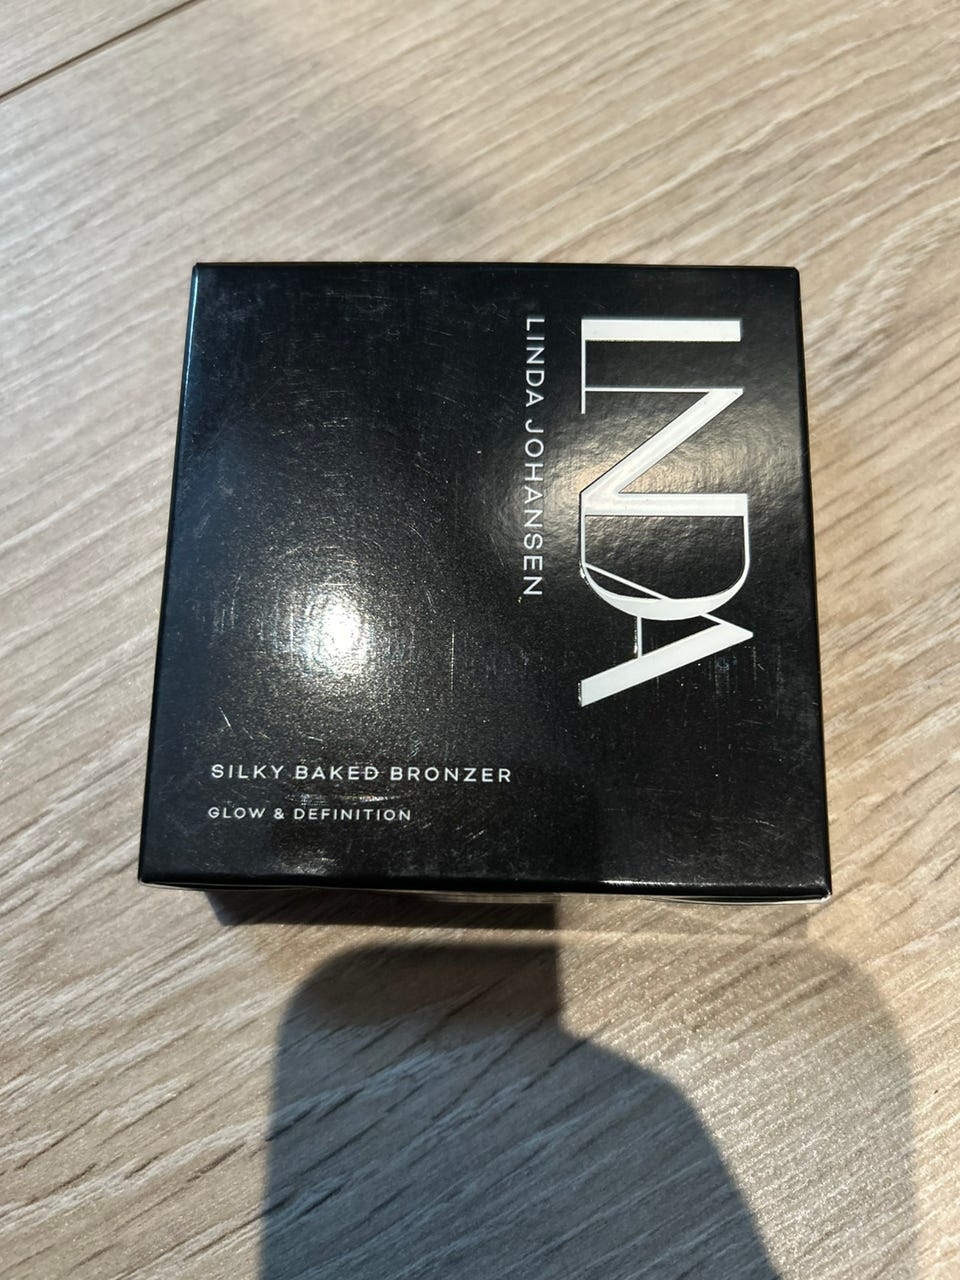 LNDA
LINDA JOHANSEN
SILKY BAKED BRONZER
GLOW & DEFINITION